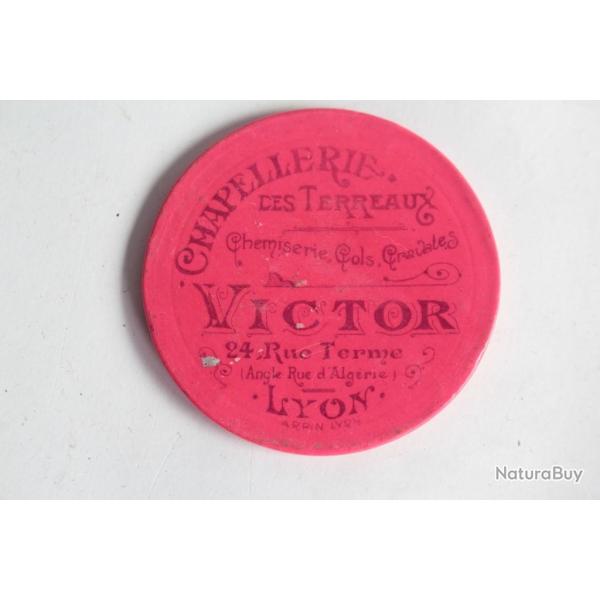 CHAPELLERIE
DES TERREAUX
Chemiserie, Cols, Cravates
VICTOR
24, Rue Terme
(Angle Rue d'Algérie)
LYON.
ARRIN LYON
NaturaBuy